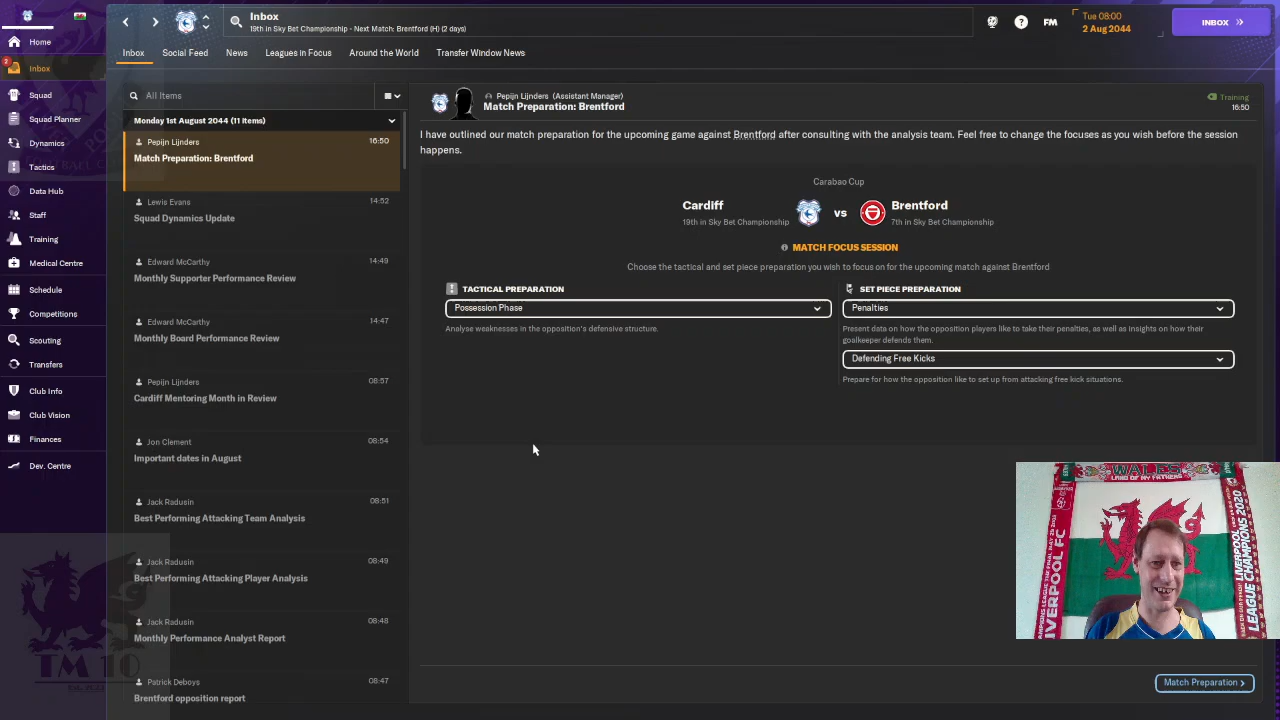 Inbox
19th in Sky Bet Championship - Next Match: Brentford (H) (2 days)
FM
Tue 08:00
2 Aug 2044
INBOX
Inbox
Social Feed
News
Leagues in Focus
Around the World
Transfer Window News
Home
2
Inbox
Squad
Squad Planner
Dynamics
Tactics
Data Hub
Staff
Training
Medical Centre
Schedule
Competitions
Scouting
Transfers
Club Info
Club Vision
Finances
Dev. Centre
TM 10
All Items
Monday 1st August 2044 (11 items)
Pepijn Lijnders 16:50
Match Preparation: Brentford
Lewis Evans 14:52
Squad Dynamics Update
Edward McCarthy 14:49
Monthly Supporter Performance Review
Edward McCarthy 14:47
Monthly Board Performance Review
Pepijn Lijnders 08:57
Cardiff Mentoring Month in Review
Jon Clement 08:54
Important dates in August
Jack Radusin 08:51
Best Performing Attacking Team Analysis
Jack Radusin 08:49
Best Performing Attacking Player Analysis
Jack Radusin 08:48
Monthly Performance Analyst Report
Patrick Deboys 08:47
Brentford opposition report
Pepijn Lijnders (Assistant Manager)
Match Preparation: Brentford
Training
16:50
I have outlined our match preparation for the upcoming game against Brentford after consulting with the analysis team. Feel free to change the focuses as you wish before the session
happens.
Carabao Cup
Cardiff
19th in Sky Bet Championship
vs
Brentford
7th in Sky Bet Championship
MATCH FOCUS SESSION
Choose the tactical and set piece preparation you wish to focus on for the upcoming match against Brentford
TACTICAL PREPARATION
Possession Phase
Analyse weaknesses in the opposition's defensive structure.
SET PIECE PREPARATION
Penalties
Present data on how the opposition players like to take their penalties, as well as insights on how their
goalkeeper defends them.
Defending Free Kicks
Prepare for how the opposition like to set up from attacking free kick situations.
WALES
LAND OF MY FATHERS
LIVERPOOL FC
LIVERPOOL
LEAGUE CHAMPIONS 2020
Match Preparation